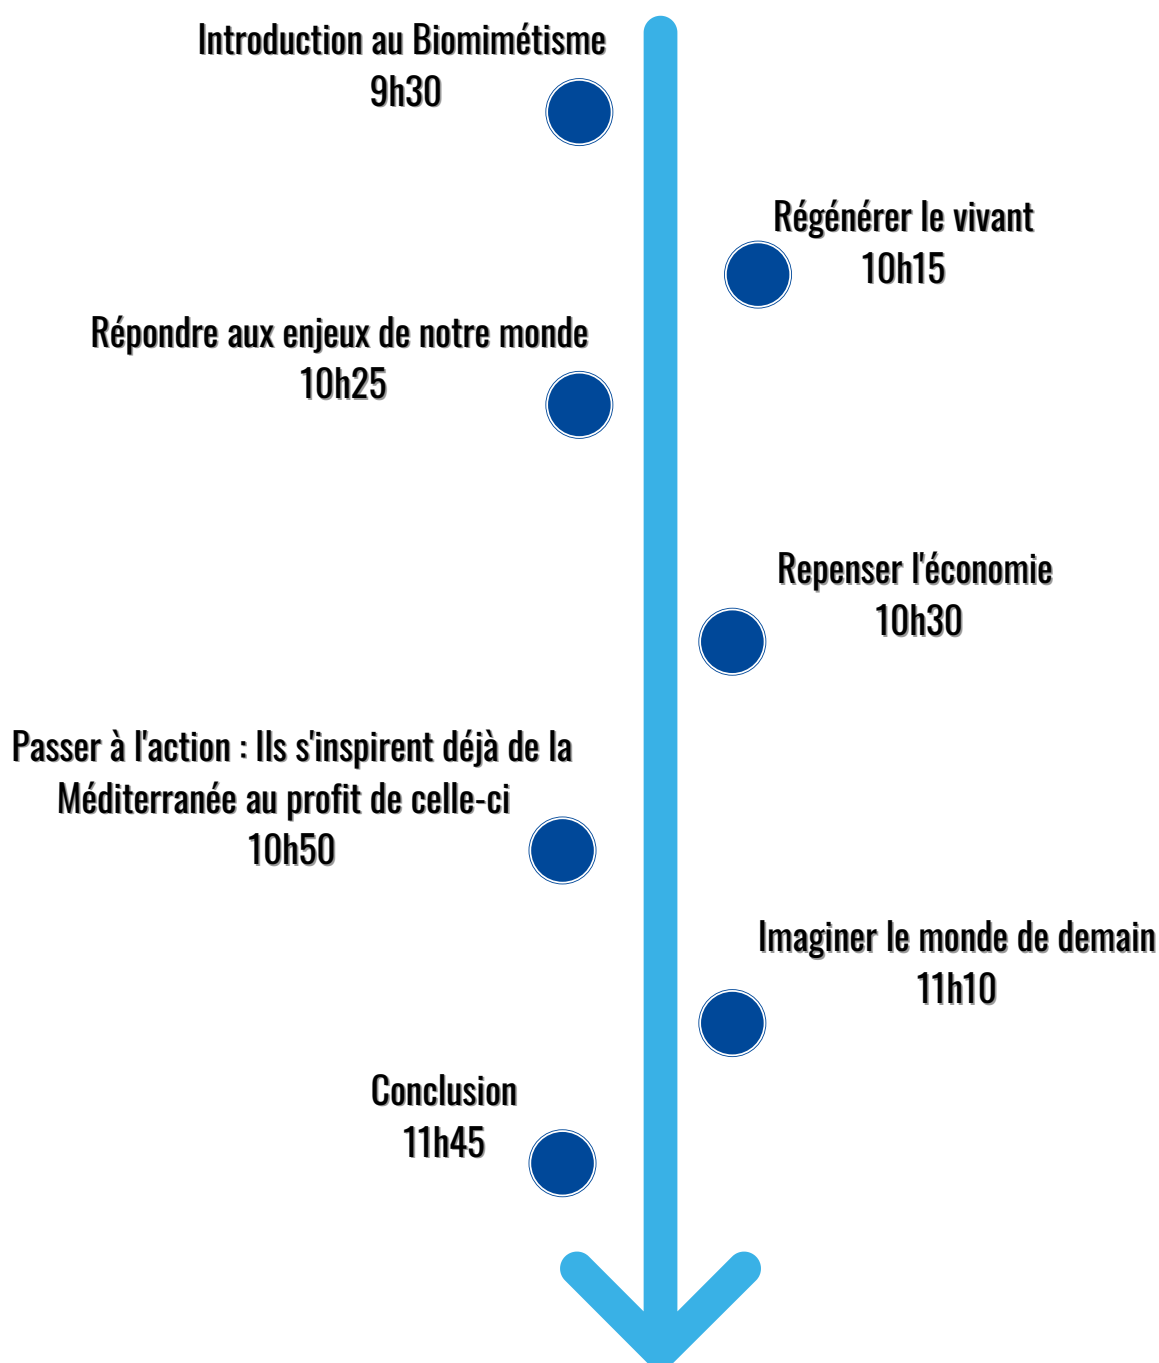 Introduction au Biomimétisme
9h30
Régénérer le vivant
10h15
Répondre aux enjeux de notre monde
10h25
Repenser l'économie
10h30
Passer à l'action : Ils s'inspirent déjà de la
Méditerranée au profit de celle-ci
10h50
Imaginer le monde de demain
11h10
Conclusion
11h45